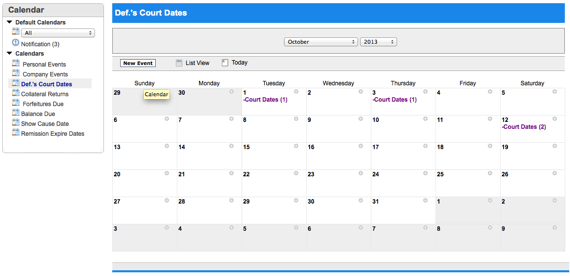 Calendar
Default Calendars
All
Notification (3)
Calendars
Personal Events
Company Events
Def.'s Court Dates
Collateral Returns
Forfeitures Due
Balance Due
Show Cause Date
Remission Expire Dates
Def.'s Court Dates
October 2013
New Event List View Today
Sunday Monday Tuesday Wednesday Thursday Friday Saturday
29 Calendar 30 1 2 3 4 5
-Court Dates (1) -Court Dates (1)
6 7 8 9 10 11 12
-Court Dates (2)
13 14 15 16 17 18 19
20 21 22 23 24 25 26
27 28 29 30 31 1 2
3 4 5 6 7 8 9